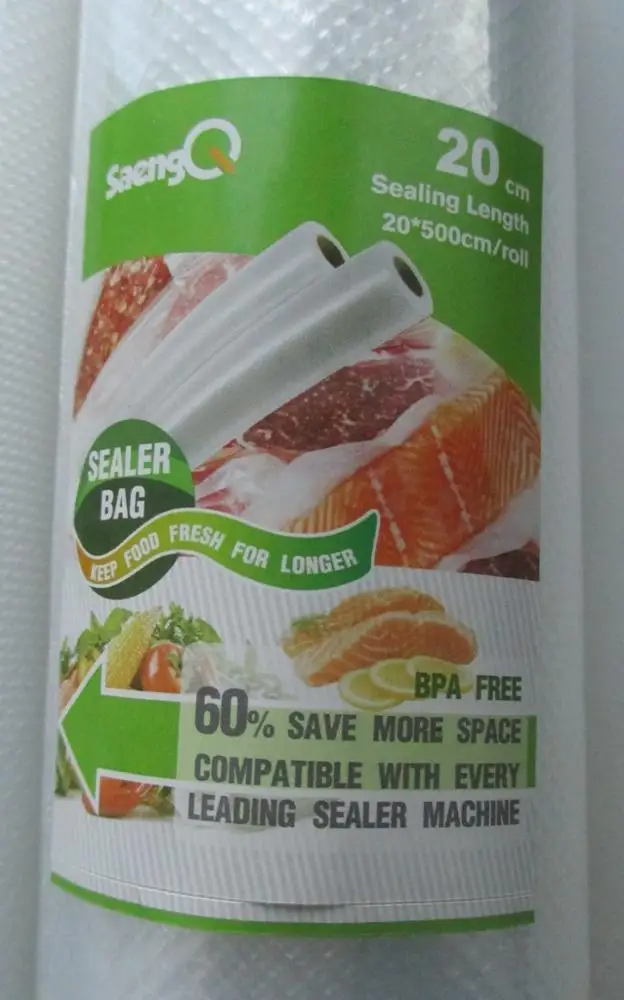 SaengQ
20 cm
Sealing Length
20*500cm/roll
SEALER
BAG
KEEP FOOD FRESH FOR LONGER
BPA FREE
60% SAVE MORE SPACE
COMPATIBLE WITH EVERY
LEADING SEALER MACHINE